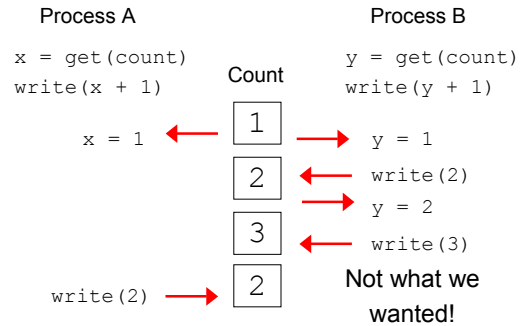 Process A
Process B
x = get(count)
write(x + 1)
y = get(count)
write(y + 1)
Count
x = 1
1
y = 1
2
write(2)
y = 2
3
write(3)
write(2)
2
Not what we
wanted!